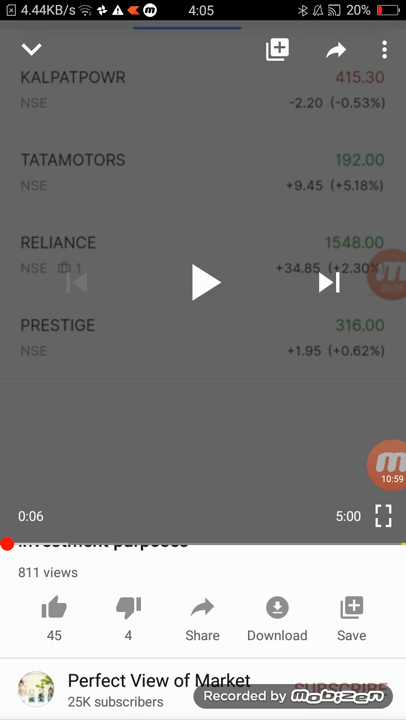 4.44KB/s 4:05 20%
KALPATPOWR 415.30
NSE -2.20 (-0.53%)
TATAMOTORS 192.00
NSE +9.45 (+5.18%)
RELIANCE 1548.00
NSE 1 +34.85 (+2.30%)
PRESTIGE 316.00
NSE +1.95 (+0.62%)
10:59
0:06 5:00
investment purposes
811 views
45 4 Share Download Save
Perfect View of Market SUBSCRIBE
25K subscribers Recorded by mobizen